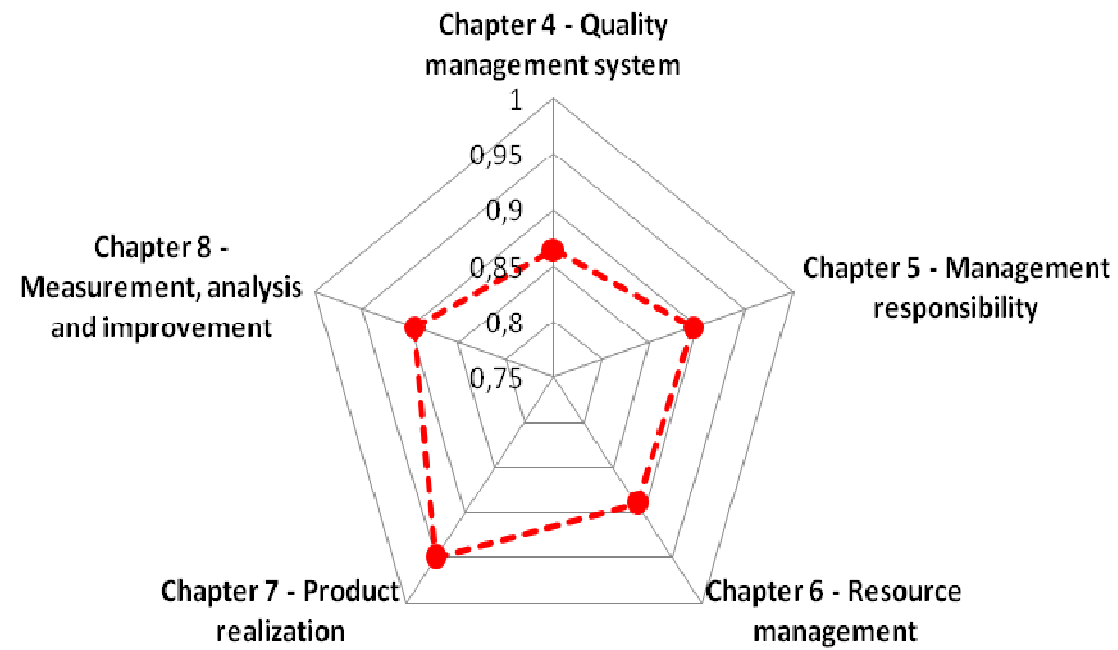 Chapter 4 - Quality
management system
1
0,95
0,9
0,85
0,8
0,75
Chapter 5 - Management
responsibility
Chapter 6 - Resource
management
Chapter 7 - Product
realization
Chapter 8 -
Measurement, analysis
and improvement